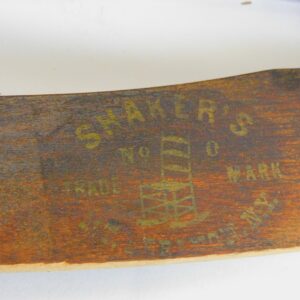 SHAKER'S
No 0
TRADE MARK
N.Y.